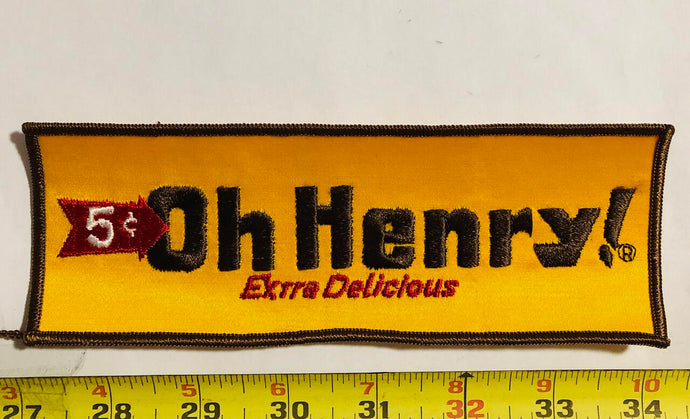 5¢ Oh Henry!®
Extra Delicious
3 4 5 6 7 8 9 10
27 28 29 30 31 32 33 34